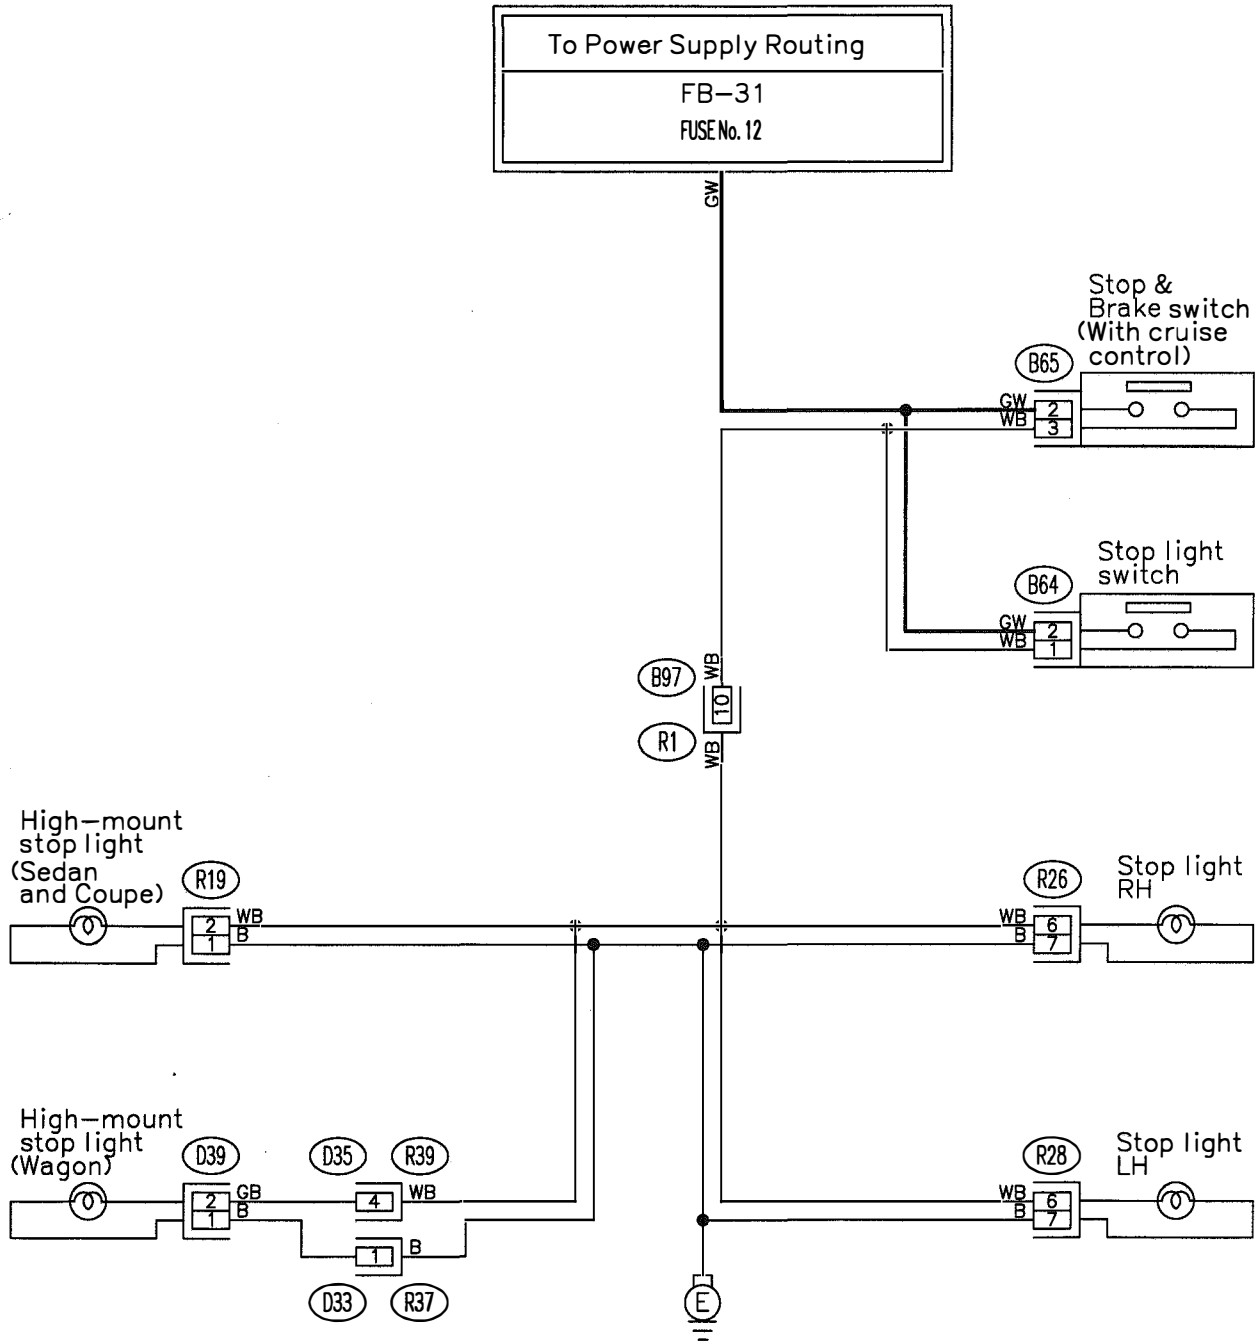 To Power Supply Routing
FB-31
FUSE No. 12
GW
Stop &
Brake switch
(With cruise
control)
B65
GW
2
WB
3
Stop light
switch
B64
GW
2
WB
1
WB
B97
10
R1
WB
High-mount
stop light
(Sedan
and Coupe)
R19
2
WB
1
B
R26
Stop light
RH
WB
6
B
7
High-mount
stop light
(Wagon)
D39
D35
R39
2
GB
4
WB
1
B
1
B
D33
R37
R28
Stop light
LH
WB
6
B
7
E